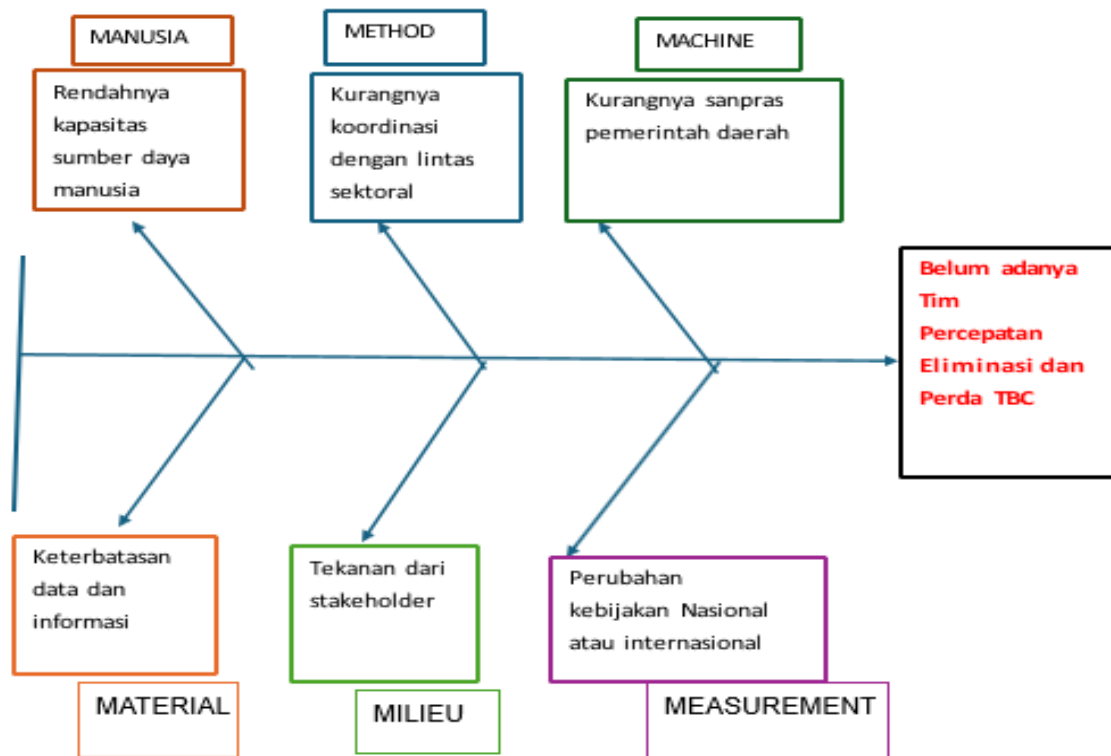 MANUSIA
Rendahnya
kapasitas
sumber daya
manusia
METHOD
Kurangnya
koordinasi
dengan lintas
sektoral
MACHINE
Kurangnya sanpras
pemerintah daerah
Belum adanya
Tim
Percepatan
Eliminasi dan
Perda TBC
Keterbatasan
data dan
informasi
MATERIAL
Tekanan dari
stakeholder
MILIEU
Perubahan
kebijakan Nasional
atau internasional
MEASUREMENT